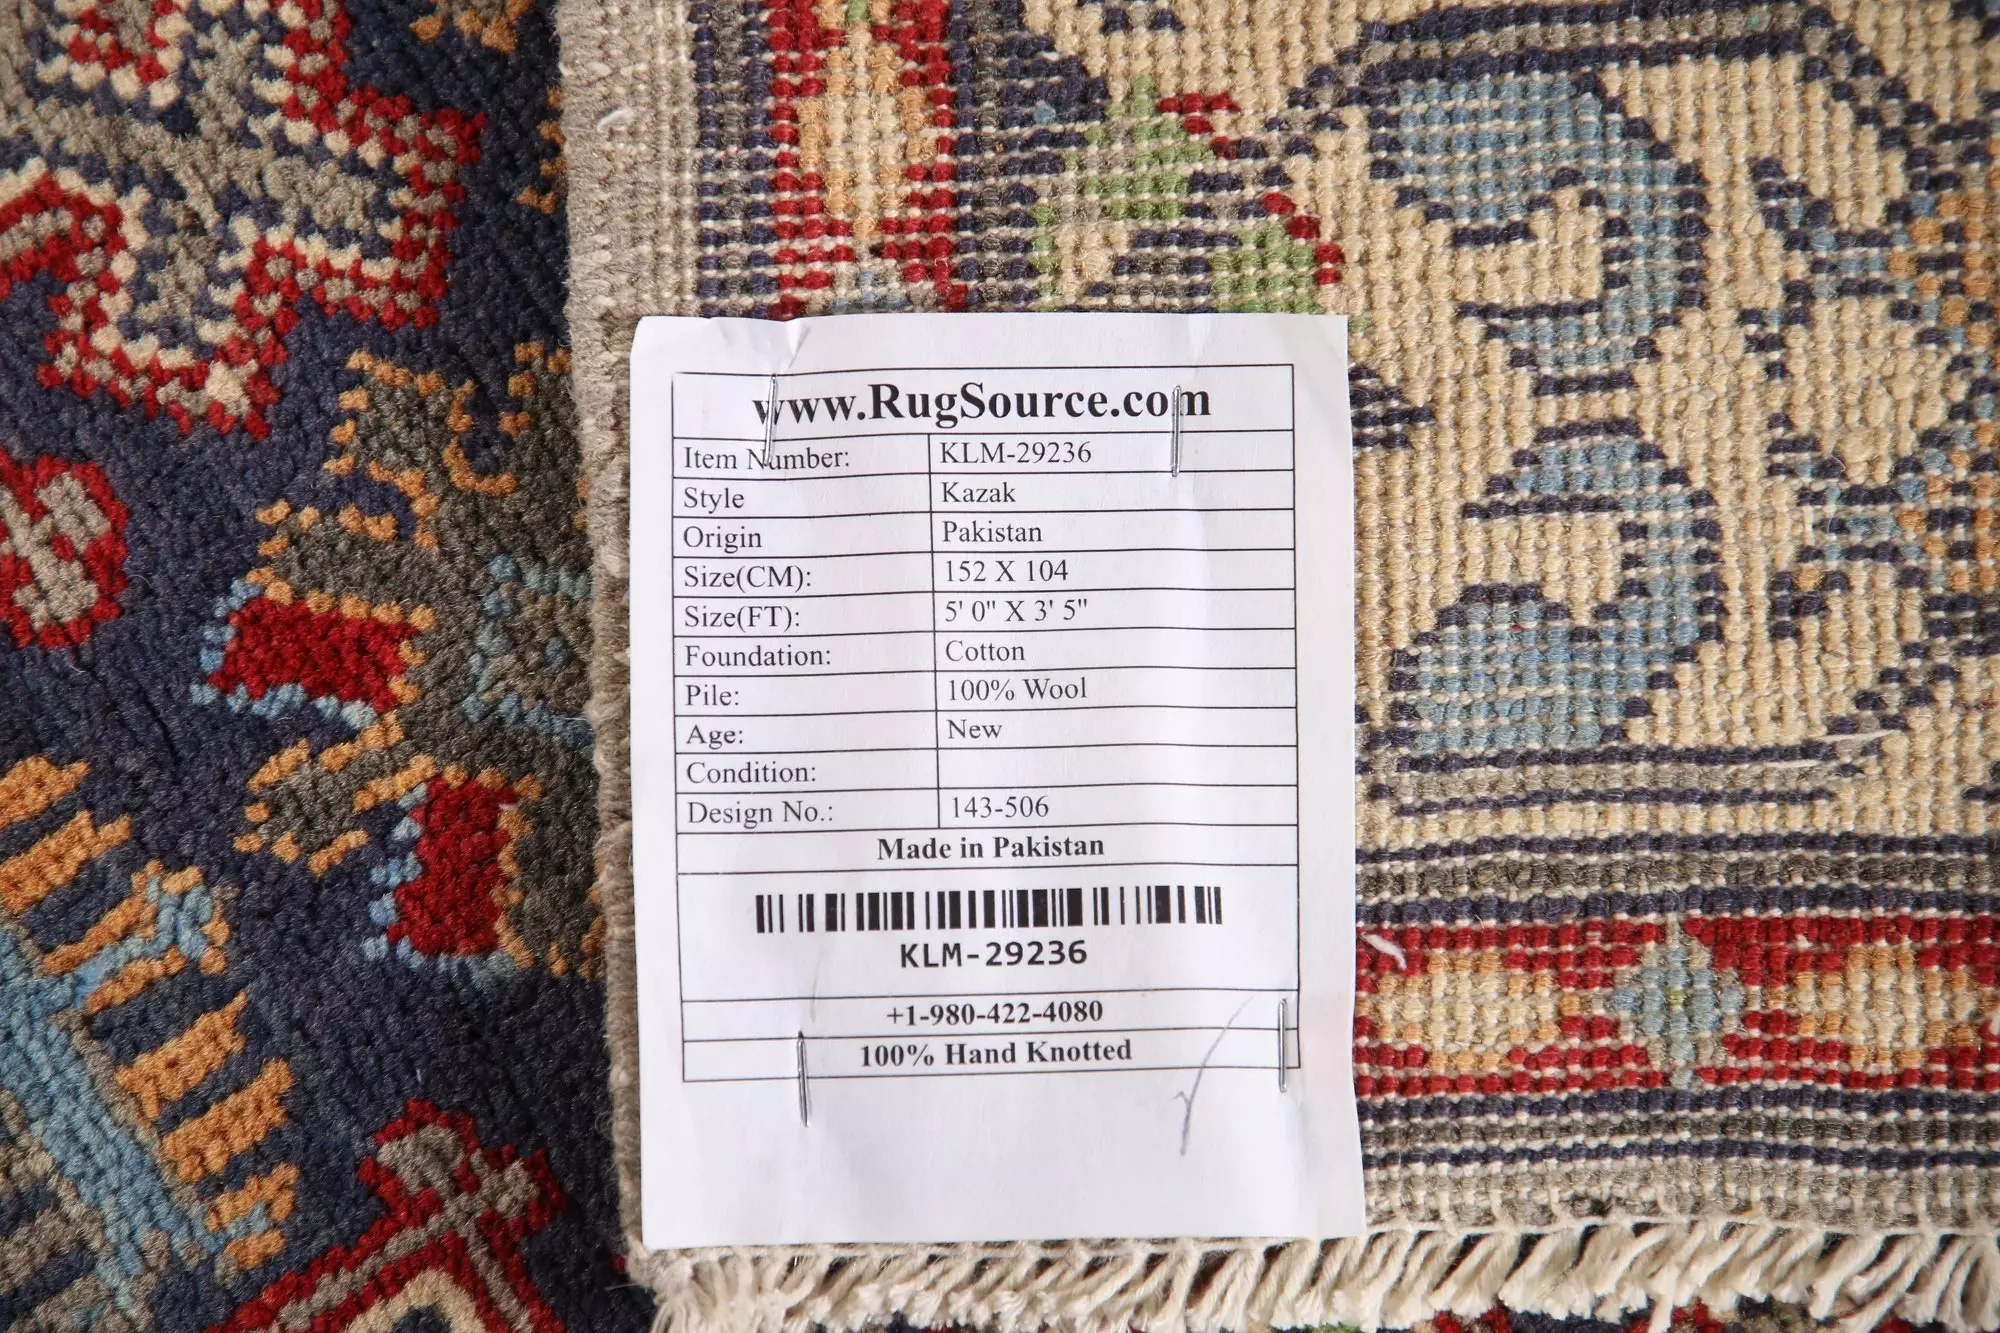 www.RugSource.com
Item Number: KLM-29236
Style Kazak
Origin Pakistan
Size(CM): 152 X 104
Size(FT): 5' 0" X 3' 5"
Foundation: Cotton
Pile: 100% Wool
Age: New
Condition:
Design No.: 143-506
Made in Pakistan
KLM-29236
+1-980-422-4080
100% Hand Knotted